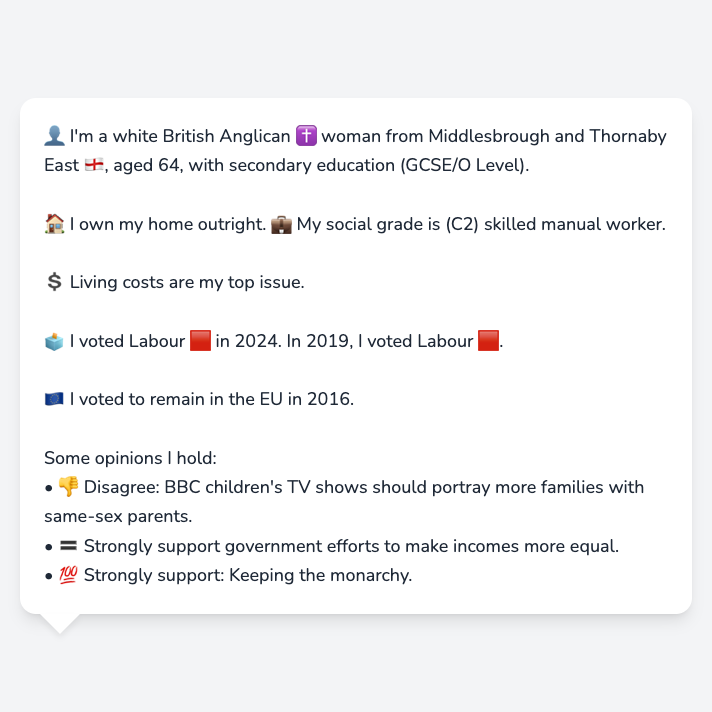 👤 I'm a white British Anglican ✝️ woman from Middlesbrough and Thornaby
East 🏴󠁧󠁢󠁥󠁮󠁧󠁿, aged 64, with secondary education (GCSE/O Level).
🏠 I own my home outright. 💼 My social grade is (C2) skilled manual worker.
💲 Living costs are my top issue.
🗳️ I voted Labour 🟥 in 2024. In 2019, I voted Labour 🟥.
🇪🇺 I voted to remain in the EU in 2016.
Some opinions I hold:
• 👎 Disagree: BBC children's TV shows should portray more families with
same-sex parents.
• 🟰 Strongly support government efforts to make incomes more equal.
• 💯 Strongly support: Keeping the monarchy.